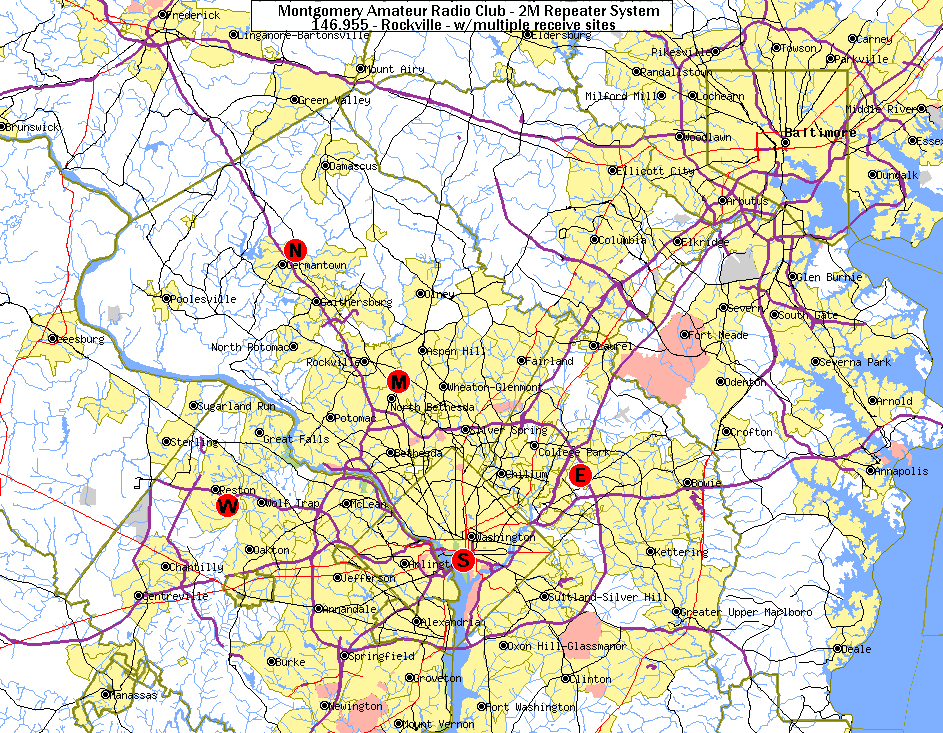 Montgomery Amateur Radio Club - 2M Repeater System
146.955 - Rockville - w/multiple receive sites
Frederick
Linganore-Bartonsville
Eldersburg
Carney
Pikesville
Towson
Parkville
Mount Airy
Randallstown
Green Valley
Milford Mill
Lochearn
Middle River
Brunswick
Woodlawn
Baltimore
Essex
Damascus
Ellicott City
Dundalk
Arbutus
N
Columbia
Elkridge
Germantown
Glen Burnie
Poolesville
Gaithersburg
Olney
Severn
South Gate
Leesburg
North Potomac
Laurel
Fort Meade
Rockville
Aspen Hill
Fairland
Severna Park
M
Wheaton-Glenmont
Odenton
Sugarland Run
North Bethesda
Arnold
Potomac
Great Falls
Silver Spring
Crofton
Sterling
Bethesda
College Park
Chillum
E
Annapolis
Reston
Bowie
W
Wolf Trap
McLean
Washington
Oakton
Kettering
S
Arlingt
Chantilly
Jefferson
Centreville
Suitland-Silver Hill
Annandale
Greater Upper Marlboro
Alexandria
Oxon Hill-Glassmanor
Deale
Burke
Springfield
Groveton
Clinton
Manassas
Newington
Fort Washington
Mount Vernon